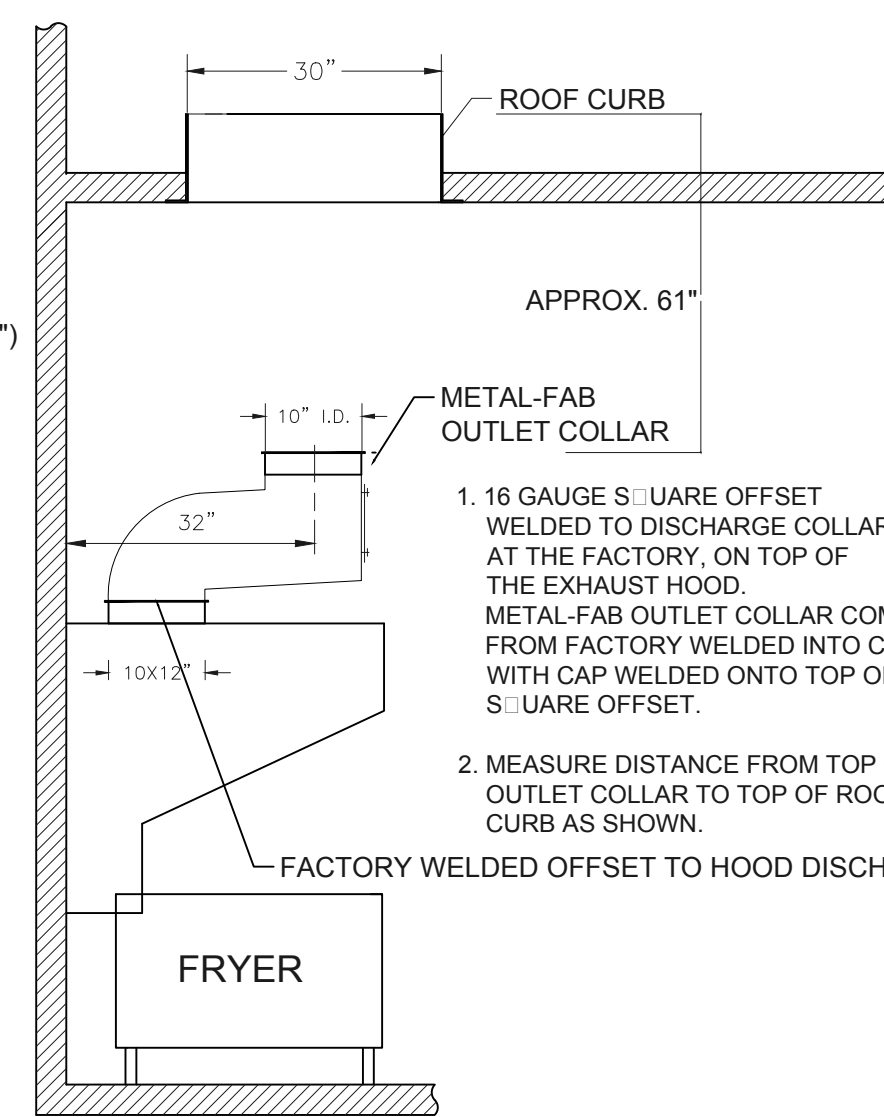 30"
ROOF CURB
APPROX. 61"
")
10" I.D.
METAL-FAB
OUTLET COLLAR
32"
1. 16 GAUGE S□UARE OFFSET
WELDED TO DISCHARGE COLLAR
AT THE FACTORY, ON TOP OF
THE EXHAUST HOOD.
METAL-FAB OUTLET COLLAR COM
FROM FACTORY WELDED INTO C
WITH CAP WELDED ONTO TOP O
S□UARE OFFSET.
10X12"
2. MEASURE DISTANCE FROM TOP
OUTLET COLLAR TO TOP OF ROO
CURB AS SHOWN.
FACTORY WELDED OFFSET TO HOOD DISCH
FRYER